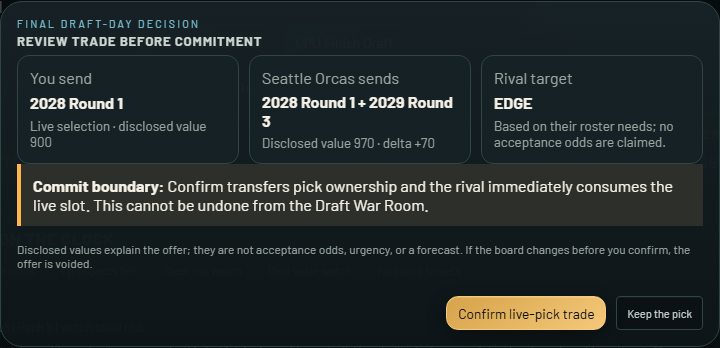 FINAL DRAFT-DAY DECISION
REVIEW TRADE BEFORE COMMITMENT
You send
2028 Round 1
Live selection · disclosed value
900
Seattle Orcas sends
2028 Round 1 + 2029 Round
3
Disclosed value 970 · delta +70
Rival target
EDGE
Based on their roster needs; no
acceptance odds are claimed.
Commit boundary: Confirm transfers pick ownership and the rival immediately consumes the
live slot. This cannot be undone from the Draft War Room.
Disclosed values explain the offer; they are not acceptance odds, urgency, or a forecast. If the board changes before you confirm, the
offer is voided.
Confirm live-pick trade
Keep the pick